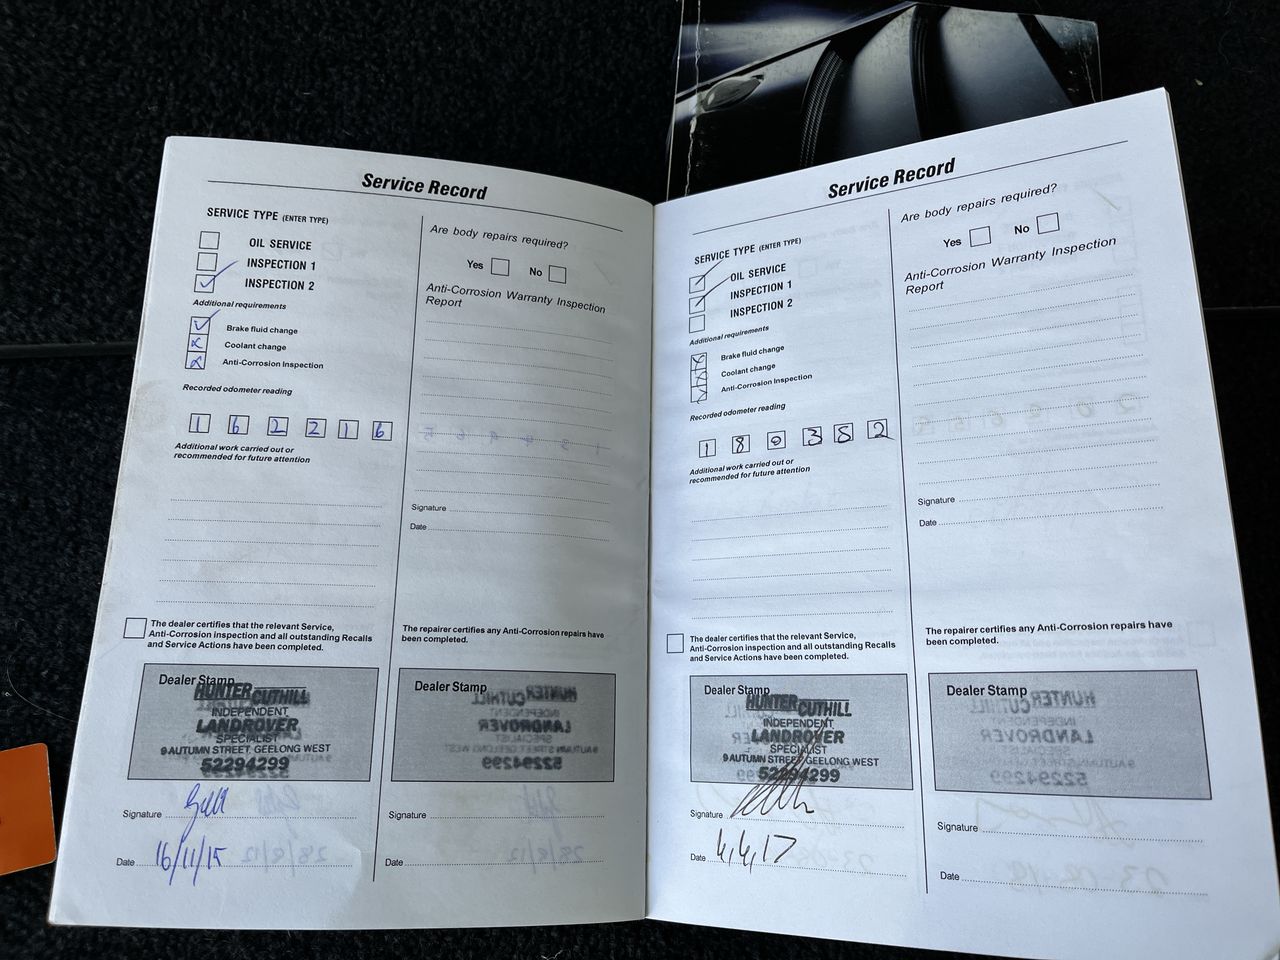 Service Record
SERVICE TYPE (ENTER TYPE)
OIL SERVICE
INSPECTION 1
INSPECTION 2
Additional requirements
Brake fluid change
Coolant change
Anti-Corrosion Inspection
Recorded odometer reading
1 6 2 2 1 6
Additional work carried out or
recommended for future attention
The dealer certifies that the relevant Service,
Anti-Corrosion inspection and all outstanding Recalls
and Service Actions have been completed.
Dealer Stamp
HUNTER CUTHILL
INDEPENDENT
LANDROVER
SPECIALIST
9 AUTUMN STREET, GEELONG WEST
52294299
Signature
Date 16/11/15
Are body repairs required?
Yes No
Anti-Corrosion Warranty Inspection
Report
Signature
Date
The repairer certifies any Anti-Corrosion repairs have
been completed.
Dealer Stamp
Signature
Date
Service Record
SERVICE TYPE (ENTER TYPE)
OIL SERVICE
INSPECTION 1
INSPECTION 2
Additional requirements
Brake fluid change
Coolant change
Anti-Corrosion Inspection
Recorded odometer reading
1 8 0 3 5 2
Additional work carried out or
recommended for future attention
The dealer certifies that the relevant Service,
Anti-Corrosion inspection and all outstanding Recalls
and Service Actions have been completed.
Dealer Stamp
HUNTER CUTHILL
INDEPENDENT
LANDROVER
SPECIALIST
9 AUTUMN STREET, GEELONG WEST
52294299
Signature
Date 4,4,17
Are body repairs required?
Yes No
Anti-Corrosion Warranty Inspection
Report
Signature
Date
The repairer certifies any Anti-Corrosion repairs have
been completed.
Dealer Stamp
Signature
Date